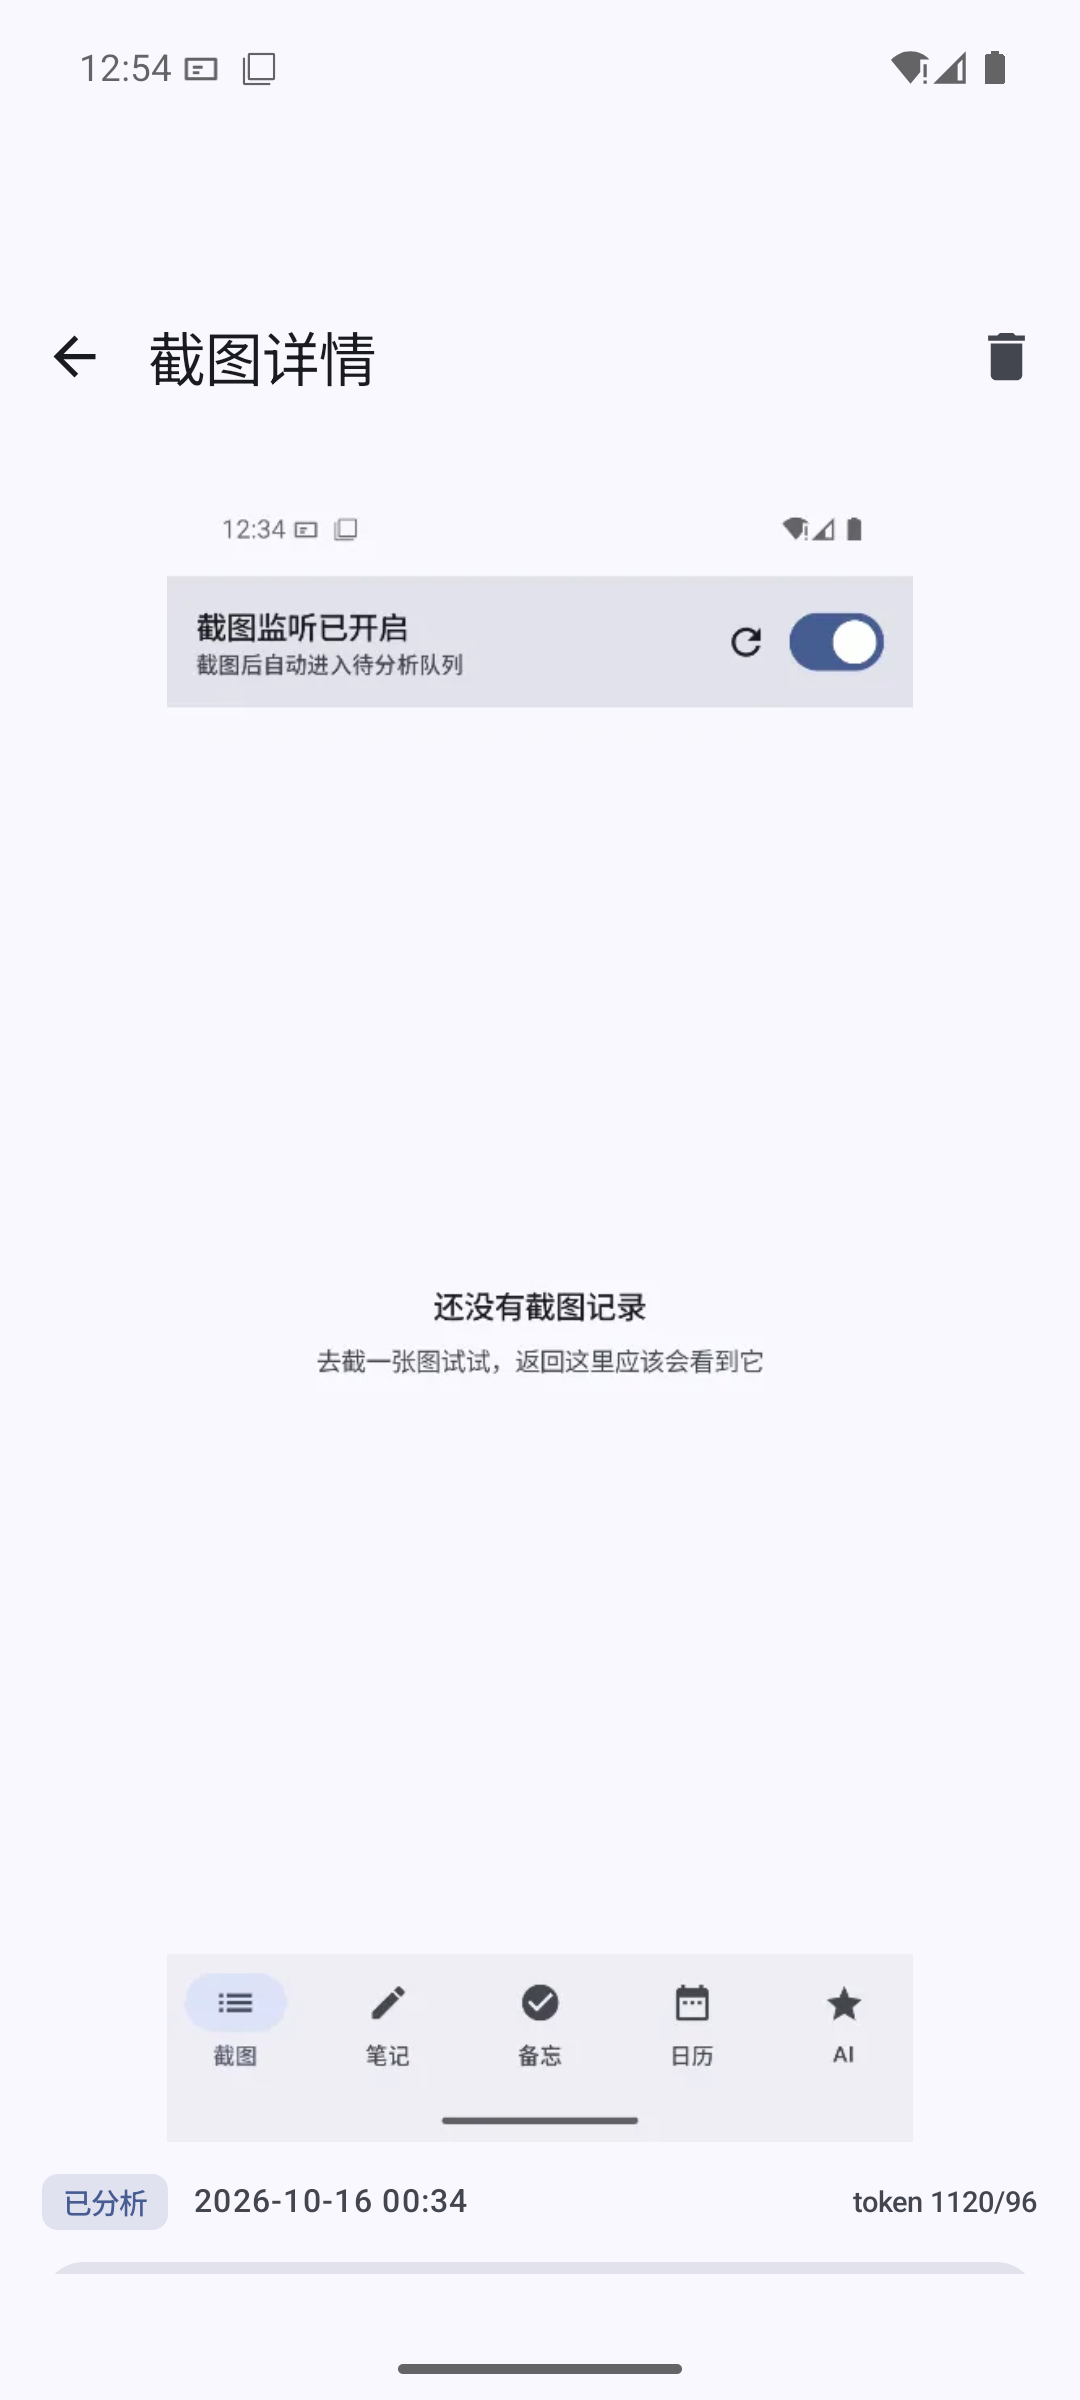 12:54
截图详情
12:34
截图监听已开启
截图后自动进入待分析队列
还没有截图记录
去截一张图试试，返回这里应该会看到它
截图 笔记 备忘 日历 AI
已分析 2026-10-16 00:34 token 1120/96